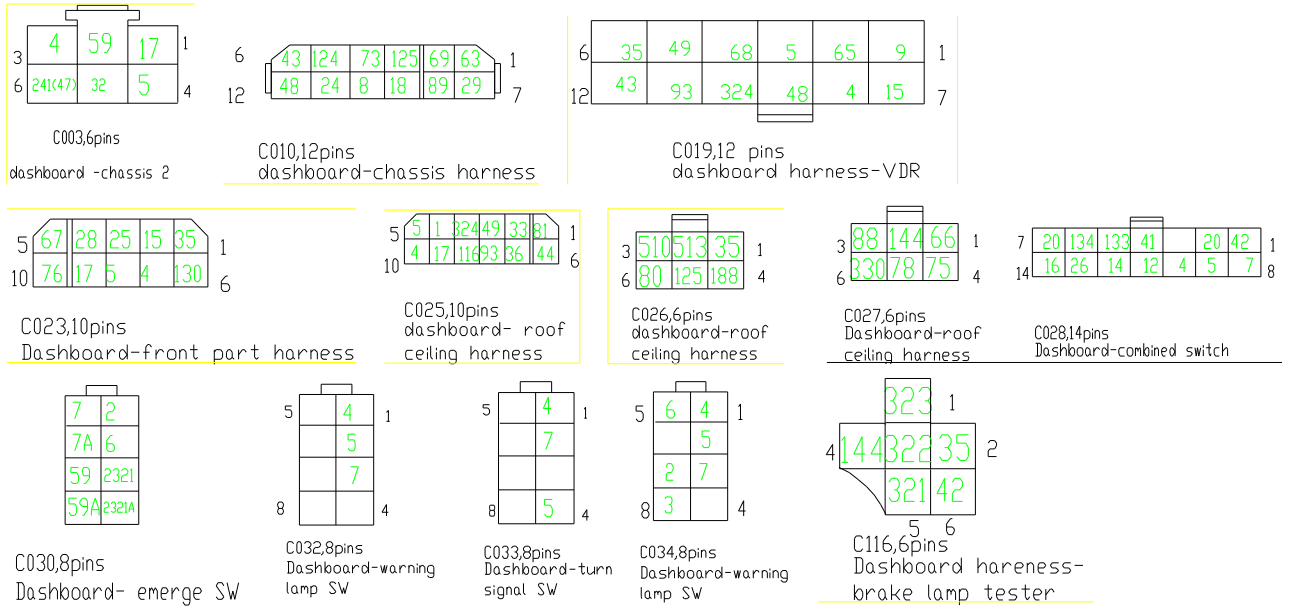 4 59 17
3 1
241(47) 32 5
6 4
C003,6pins
dashboard -chassis 2
6 43 124 73 125 69 63 1
12 48 24 8 18 89 29 7
C010,12pins
dashboard-chassis harness
6 35 49 68 5 65 9 1
12 43 93 324 48 4 15 7
C019,12 pins
dashboard harness-VDR
5 67 28 25 15 35 1
10 76 17 5 4 130 6
C023,10pins
Dashboard-front part harness
5 5 1 324 49 33 81 1
10 4 17 116 93 36 44 6
C025,10pins
dashboard- roof
ceiling harness
3 510 513 35 1
6 80 125 188 4
C026,6pins
dashboard-roof
ceiling harness
3 88 144 66 1
6 330 78 75 4
C027,6pins
Dashboard-roof
ceiling harness
7 20 134 133 41 20 42 1
14 16 26 14 12 4 5 7 8
C028,14pins
Dashboard-combined switch
7 2
7A 6
59 2321
59A 2321A
C030,8pins
Dashboard- emerge SW
5 4 1
5
7
8 4
C032,8pins
Dashboard-warning
lamp SW
5 4 1
7
8 5 4
C033,8pins
Dashboard-turn
signal SW
5 6 4 1
5
2 7
8 3 4
C034,8pins
Dashboard-warning
lamp SW
323 1
4 144 322 35 2
321 42
5 6
C116,6pins
Dashboard hareness-
brake lamp tester